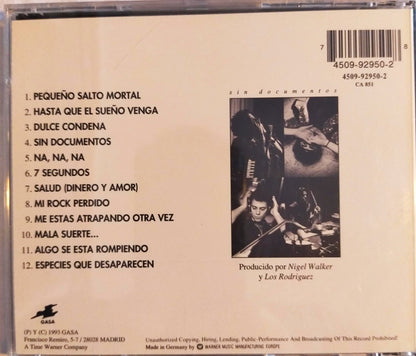 7 8
4509-92950-2
4509-92950-2
CA 851
sin documentos
1. PEQUEÑO SALTO MORTAL
2. HASTA QUE EL SUEÑO VENGA
3. DULCE CONDENA
4. SIN DOCUMENTOS
5. NA, NA, NA
6. 7 SEGUNDOS
7. SALUD (DINERO Y AMOR)
8. MI ROCK PERDIDO
9. ME ESTAS ATRAPANDO OTRA VEZ
10. MALA SUERTE...
11. ALGO SE ESTA ROMPIENDO
12. ESPECIES QUE DESAPARECEN
Producido por Nigel Walker
y Los Rodríguez
GASA
(P) Y (C) 1993 GASA
Francisco Remiro, 5-7 / 28028 MADRID
A Time Warner Company
Unauthorized Copying, Hiring, Lending, Public-Performance And Broadcasting Of This Record Prohibited!
Made in Germany by WARNER MUSIC MANUFACTURING EUROPE